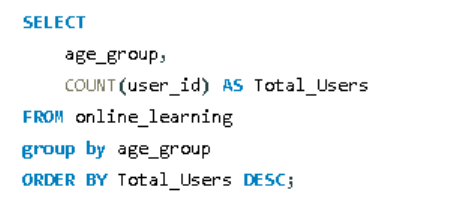 SELECT
age_group,
COUNT(user_id) AS Total_Users
FROM online_learning
group by age_group
ORDER BY Total_Users DESC;